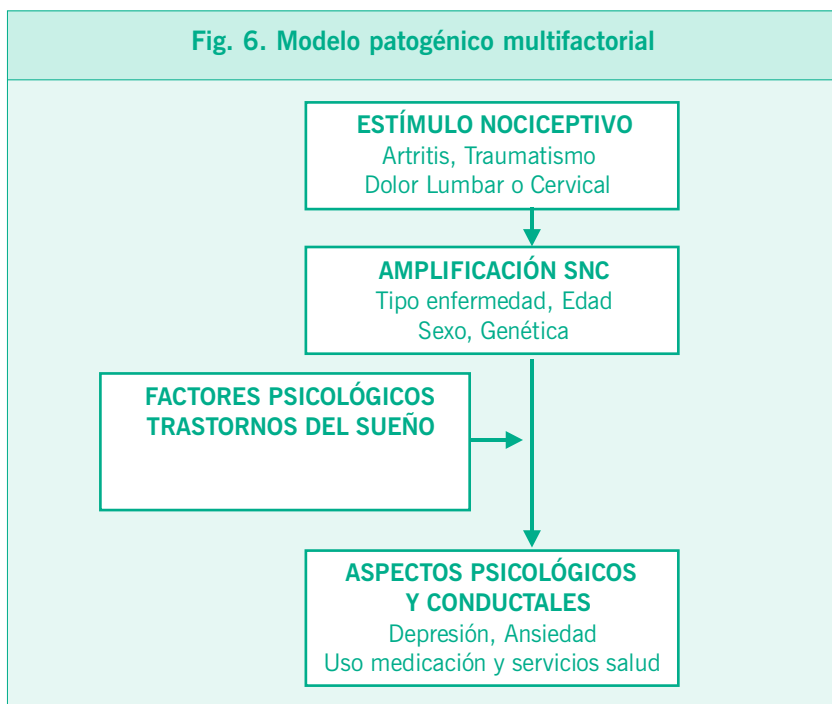 Fig. 6. Modelo patogénico multifactorial
ESTÍMULO NOCICEPTIVO
Artritis, Traumatismo
Dolor Lumbar o Cervical
AMPLIFICACIÓN SNC
Tipo enfermedad, Edad
Sexo, Genética
FACTORES PSICOLÓGICOS
TRASTORNOS DEL SUEÑO
ASPECTOS PSICOLÓGICOS
Y CONDUCTALES
Depresión, Ansiedad
Uso medicación y servicios salud